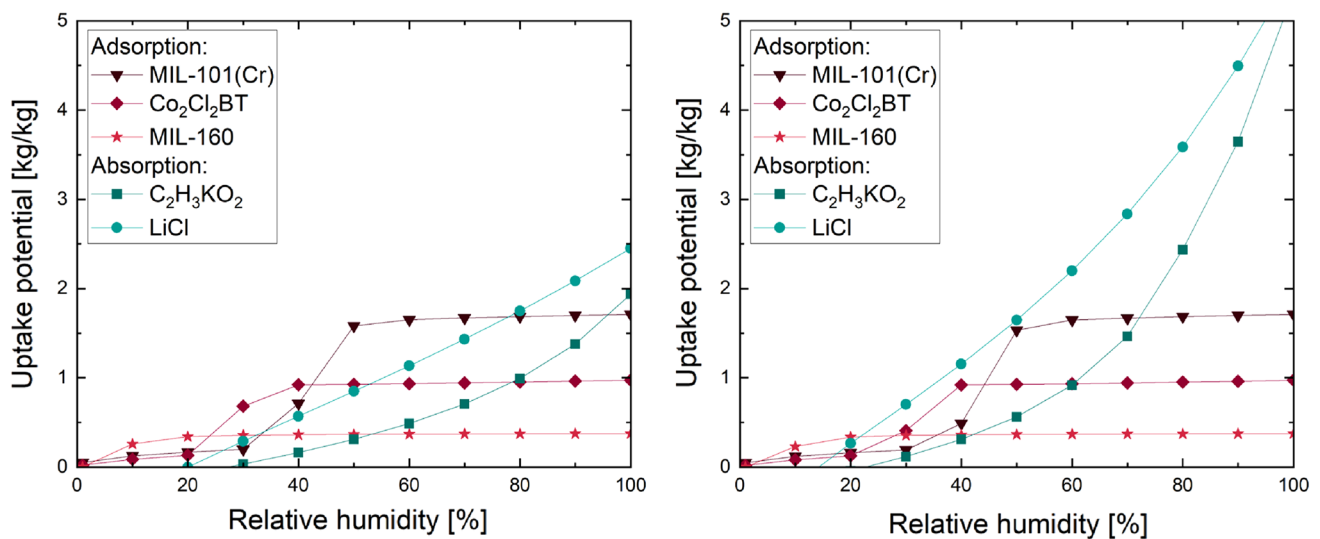 5
4
3
2
1
0
Uptake potential [kg/kg]
Adsorption:
MIL-101(Cr)
Co₂Cl₂BT
MIL-160
Absorption:
C₂H₃KO₂
LiCl
0 20 40 60 80 100
Relative humidity [%]
5
4
3
2
1
0
Uptake potential [kg/kg]
Adsorption:
MIL-101(Cr)
Co₂Cl₂BT
MIL-160
Absorption:
C₂H₃KO₂
LiCl
0 20 40 60 80 100
Relative humidity [%]